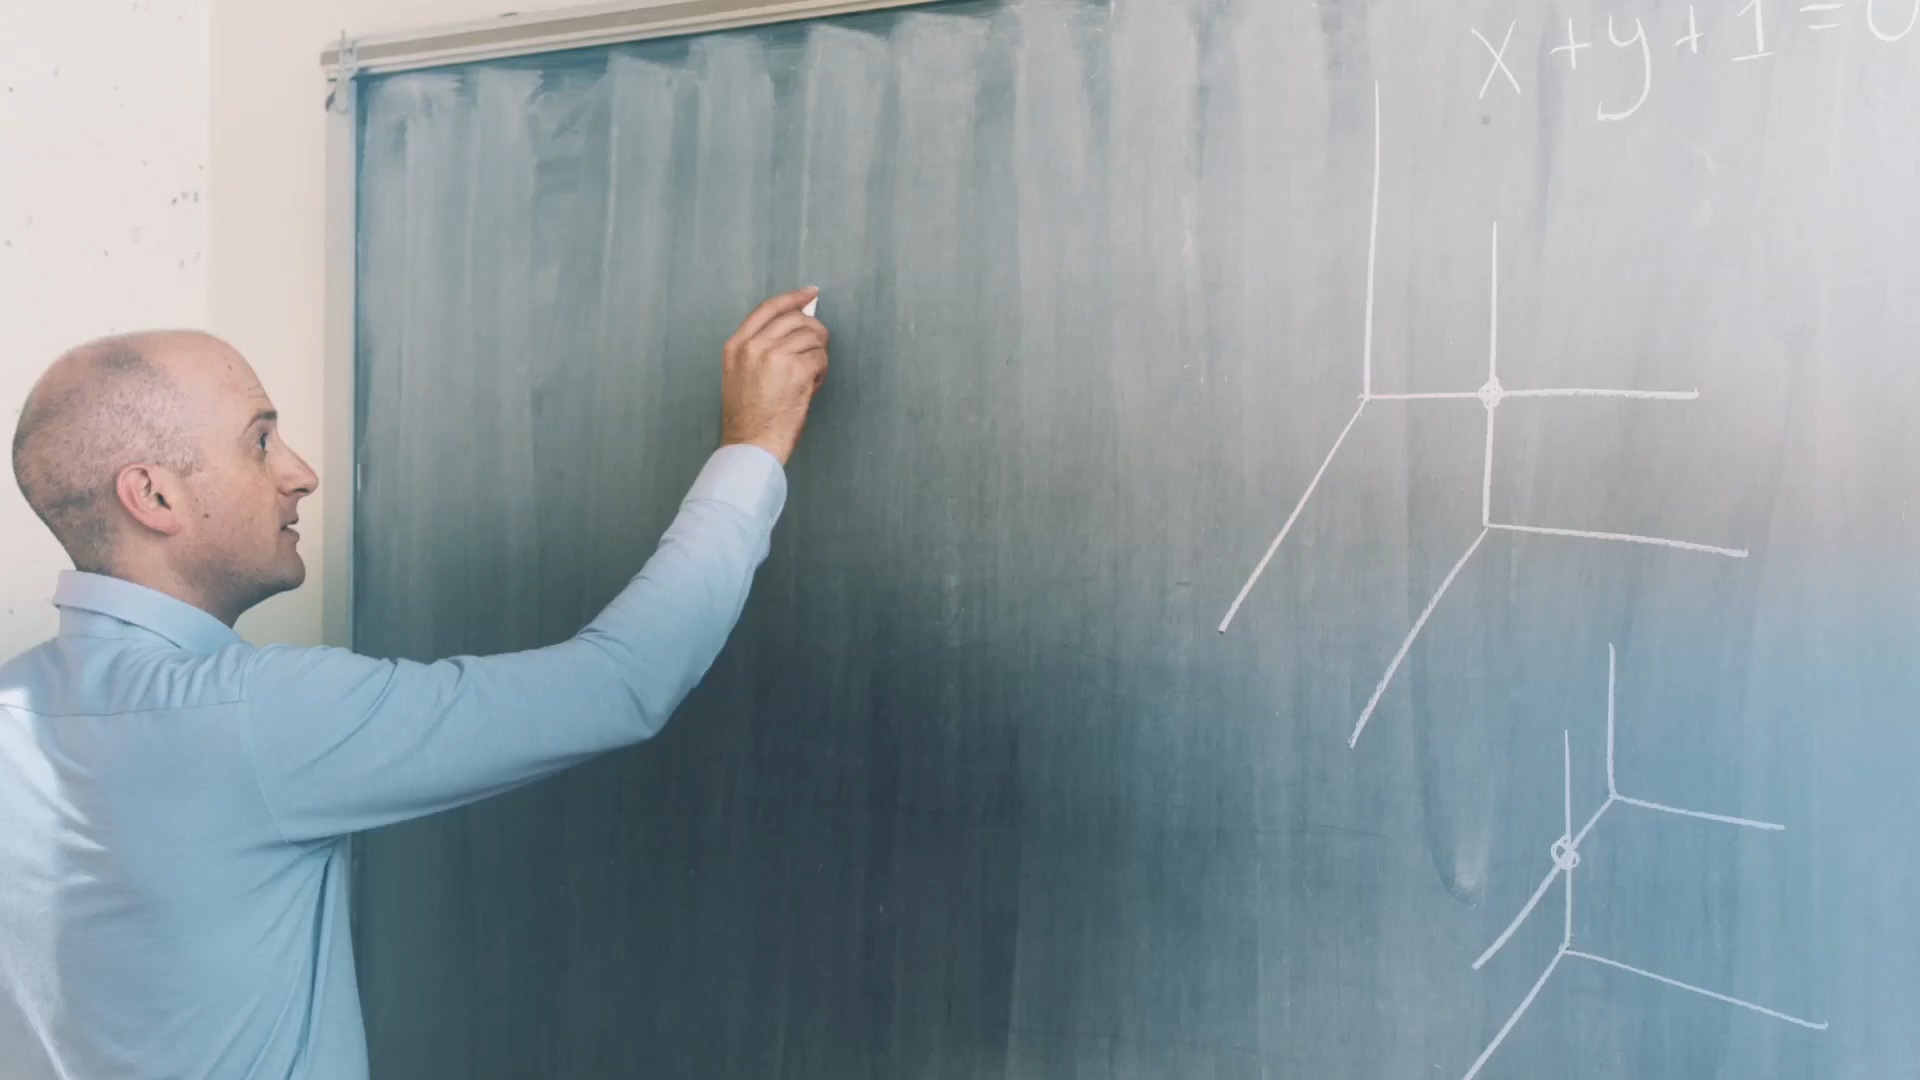 x + y + 1 = 0